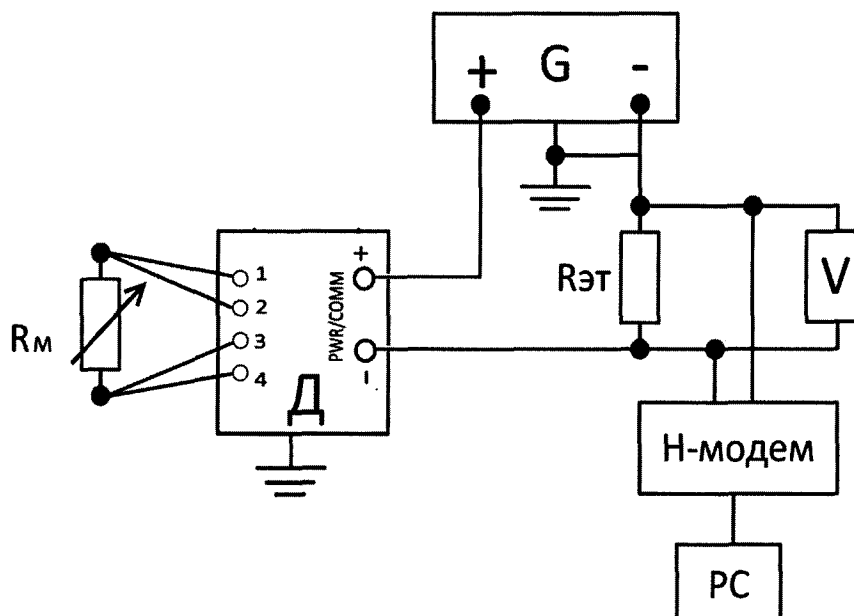 + G -
Rм
1
2
3
4
+
PWR/COMM
-
Д
Rэт
V
Н-модем
PC